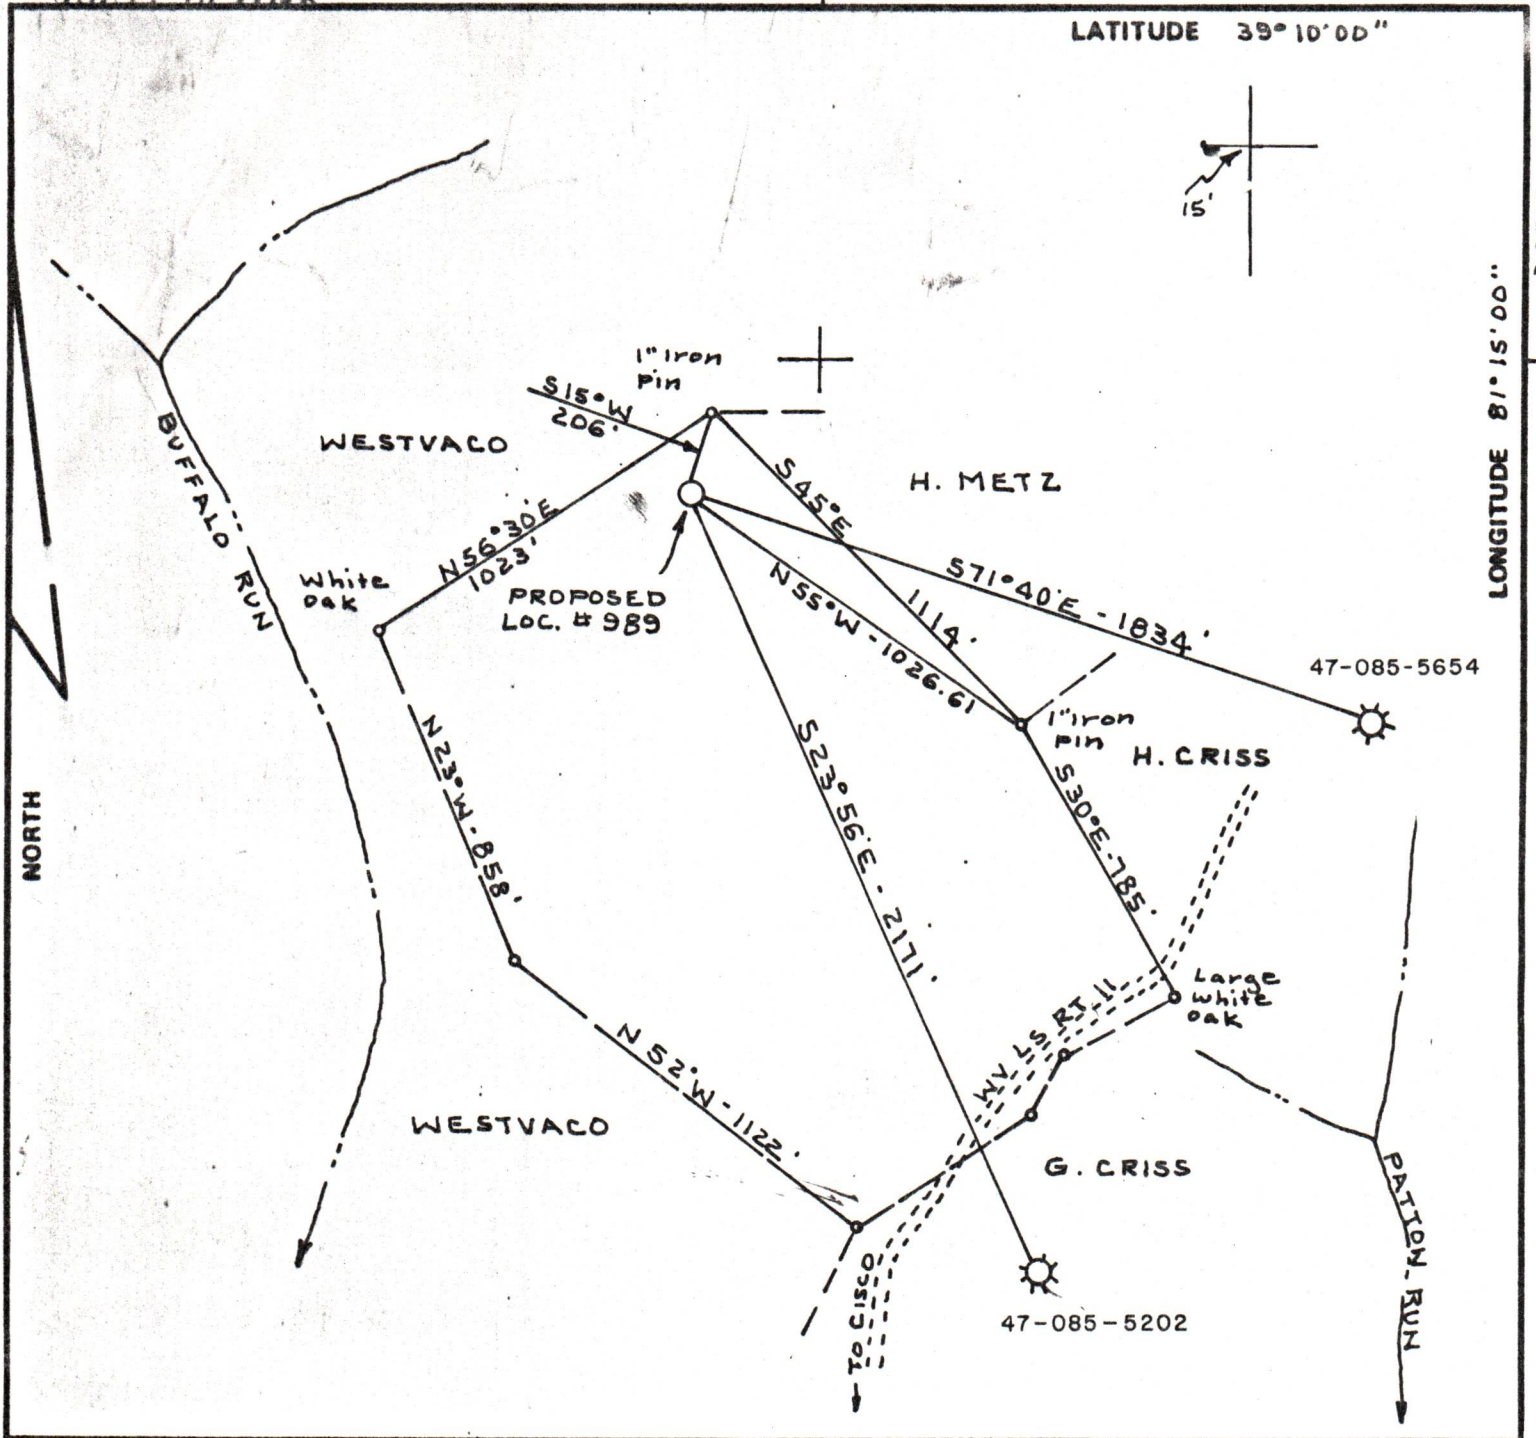 LATITUDE 39°10'00"
15'
LONGITUDE 81°15'00"
1" Iron
Pin
S15°W
206'
WESTVACO
H. METZ
BUFFALO RUN
S45°E
1114'
N56°30'E
1023'
White
Oak
PROPOSED
LOC. # 989
N55°W-1026.61
S71°40'E - 1834'
47-085-5654
1" Iron
Pin
H. CRISS
N23°W-858'
S23°56'E - 2171'
S30°E-785'
NORTH
Large
White
Oak
WV LS RT 11
N52°W-1122'
WESTVACO
G. CRISS
PATTON RUN
TO CISCO
47-085-5202